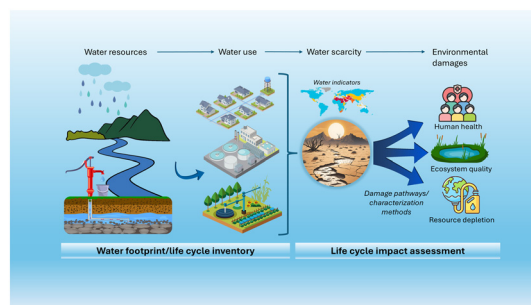 Water resources
Water use
Water scarcity
Environmental
damages
Water indicators
Human health
Ecosystem quality
Damage pathways/
characterization
methods
Resource depletion
Water footprint/life cycle inventory
Life cycle impact assessment